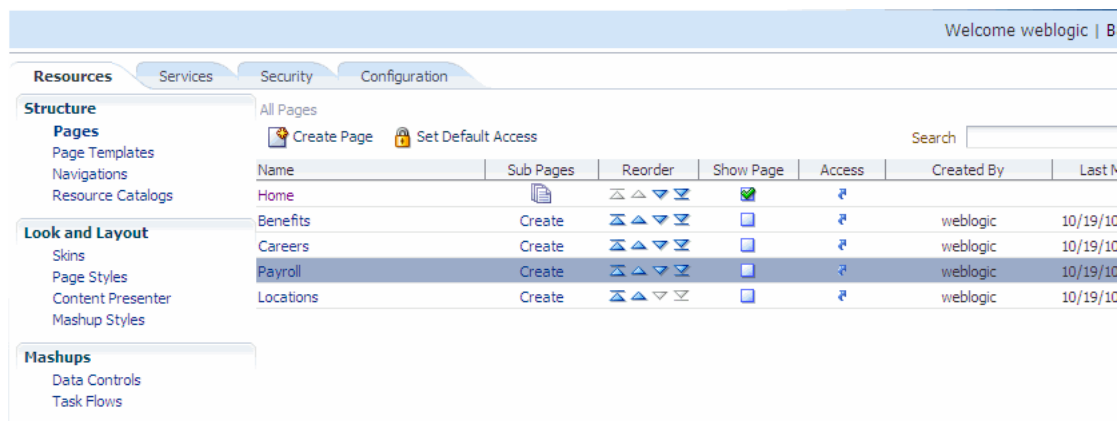 Welcome weblogic | B
Resources Services Security Configuration
Structure
Pages
Page Templates
Navigations
Resource Catalogs
Look and Layout
Skins
Page Styles
Content Presenter
Mashup Styles
Mashups
Data Controls
Task Flows
All Pages
Create Page Set Default Access Search
Name Sub Pages Reorder Show Page Access Created By Last M
Home
Benefits Create weblogic 10/19/10
Careers Create weblogic 10/19/10
Payroll Create weblogic 10/19/10
Locations Create weblogic 10/19/10